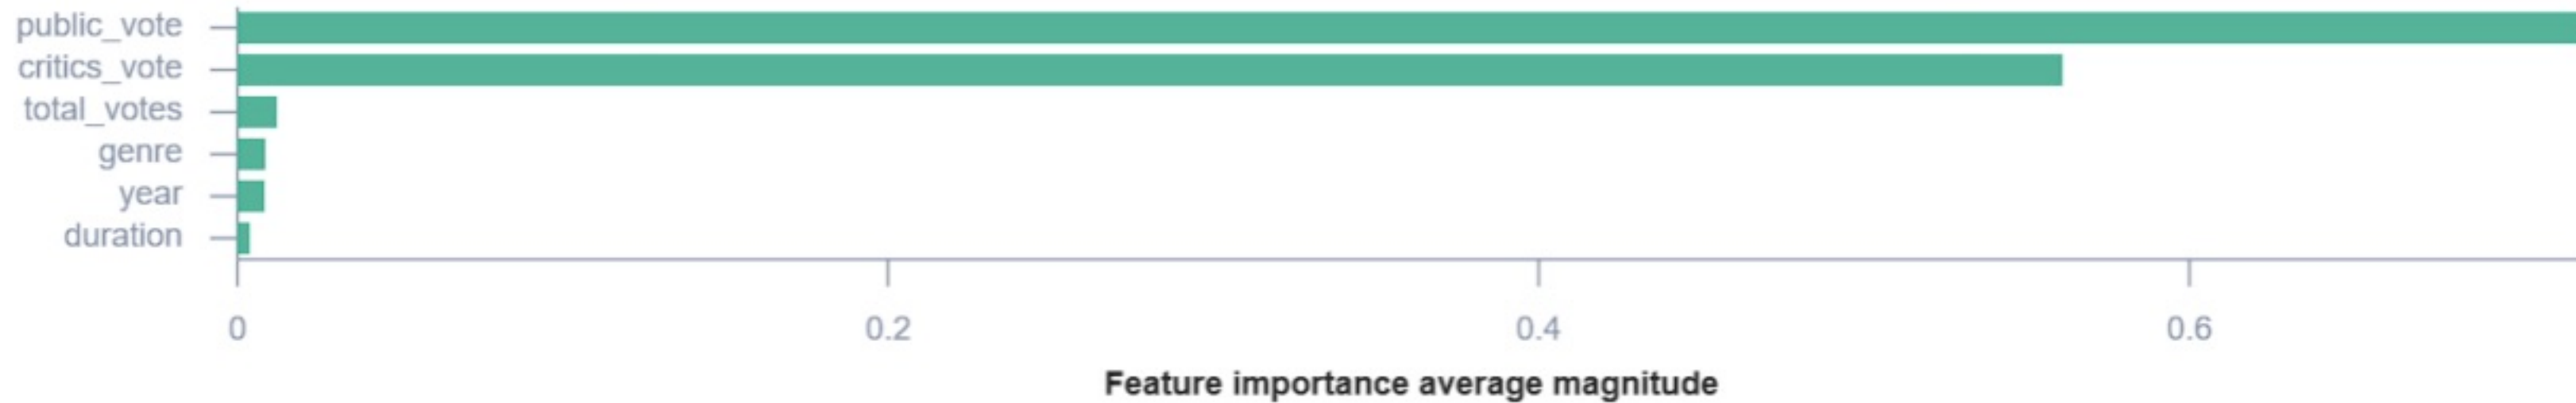 public_vote
critics_vote
total_votes
genre
year
duration
0 0.2 0.4 0.6
Feature importance average magnitude